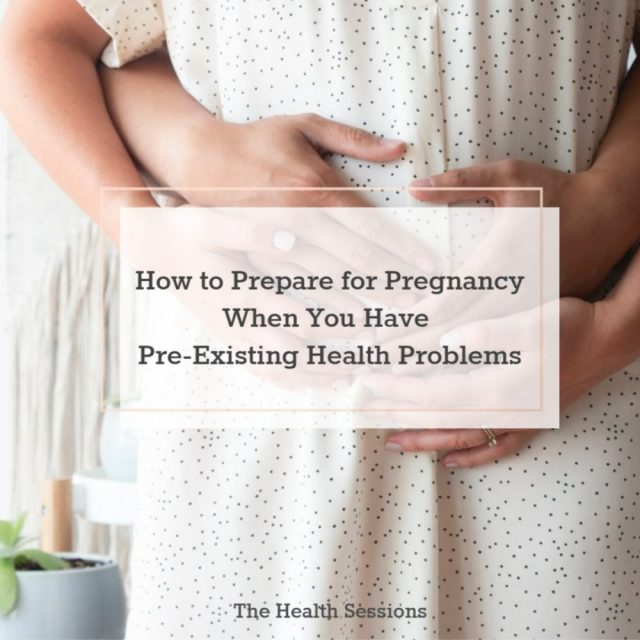 How to Prepare for Pregnancy
When You Have
Pre-Existing Health Problems
The Health Sessions